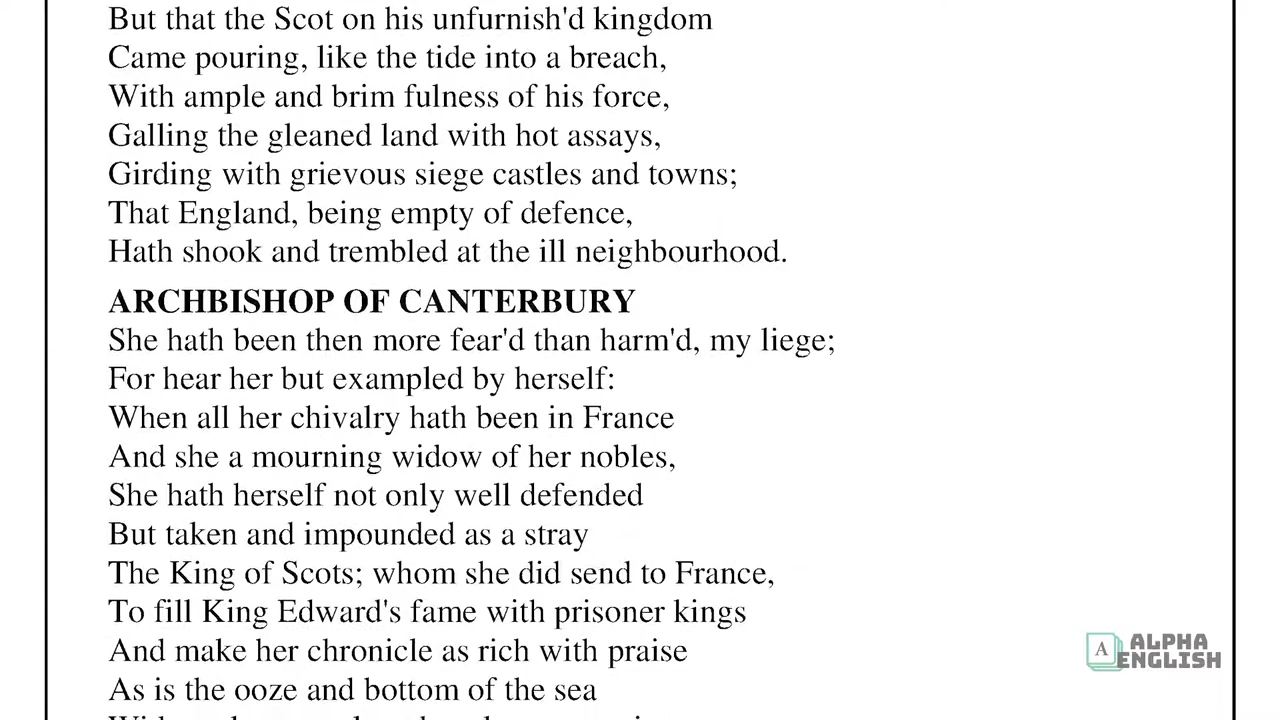 But that the Scot on his unfurnish'd kingdom
Came pouring, like the tide into a breach,
With ample and brim fulness of his force,
Galling the gleaned land with hot assays,
Girding with grievous siege castles and towns;
That England, being empty of defence,
Hath shook and trembled at the ill neighbourhood.
ARCHBISHOP OF CANTERBURY
She hath been then more fear'd than harm'd, my liege;
For hear her but exampled by herself:
When all her chivalry hath been in France
And she a mourning widow of her nobles,
She hath herself not only well defended
But taken and impounded as a stray
The King of Scots; whom she did send to France,
To fill King Edward's fame with prisoner kings
And make her chronicle as rich with praise
As is the ooze and bottom of the sea
A ALPHA
ENGLISH